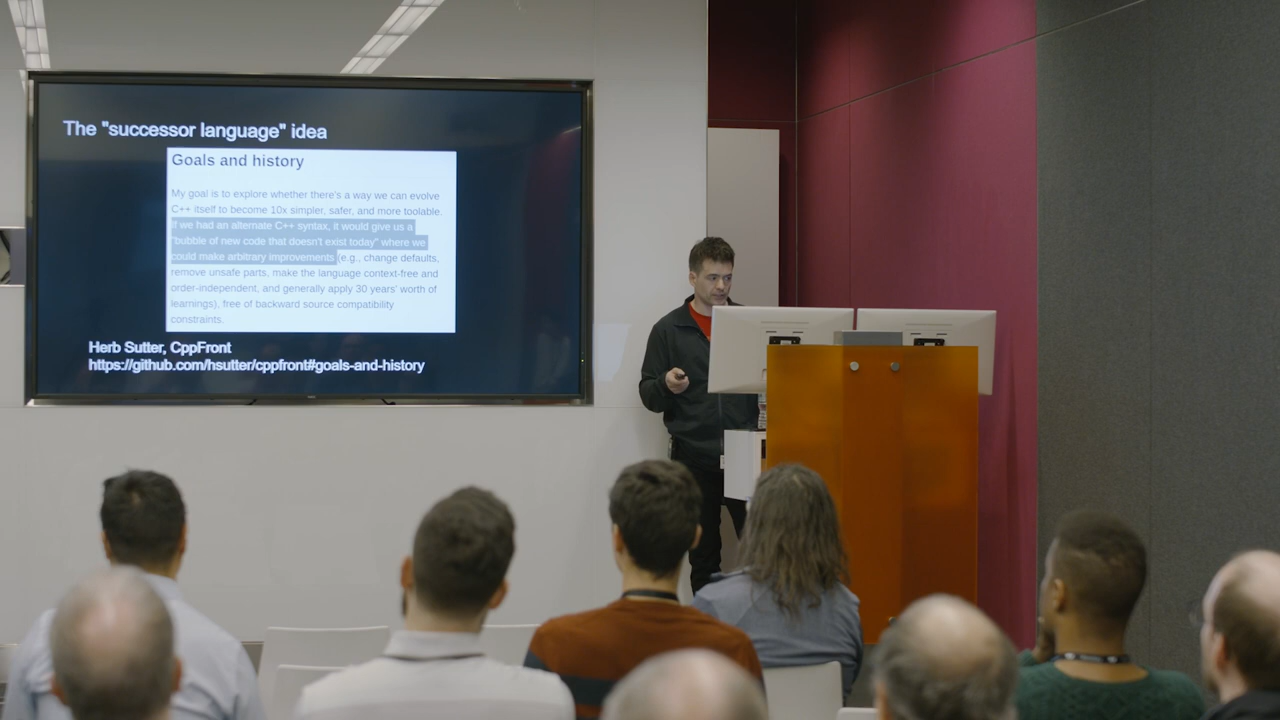 The "successor language" idea
Goals and history
My goal is to explore whether there's a way we can evolve
C++ itself to become 10x simpler, safer, and more toolable.
If we had an alternate C++ syntax, it would give us a
"bubble of new code that doesn't exist today" where we
could make arbitrary improvements (e.g., change defaults,
remove unsafe parts, make the language context-free and
order-independent, and generally apply 30 years' worth of
learnings), free of backward source compatibility
constraints.
Herb Sutter, CppFront
https://github.com/hsutter/cppfront#goals-and-history